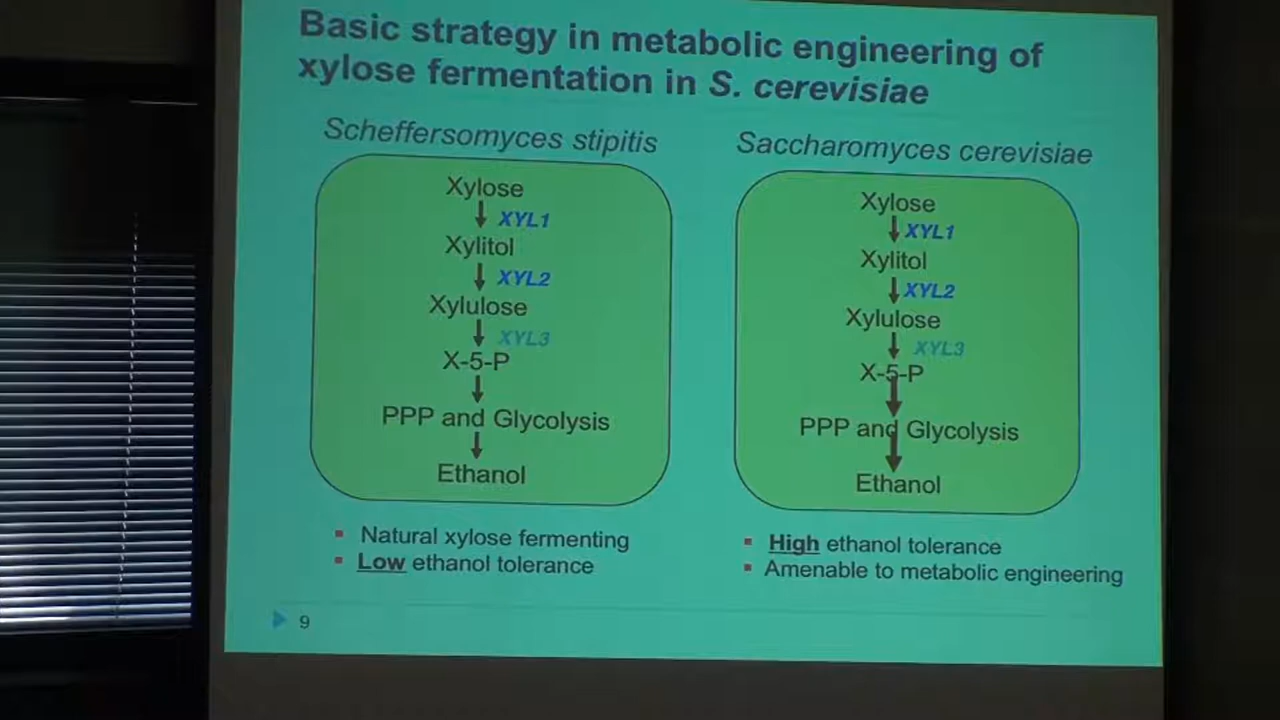 Basic strategy in metabolic engineering of
xylose fermentation in S. cerevisiae
Scheffersomyces stipitis
Xylose
XYL1
Xylitol
XYL2
Xylulose
XYL3
X-5-P
PPP and Glycolysis
Ethanol
▪ Natural xylose fermenting
▪ Low ethanol tolerance
Saccharomyces cerevisiae
Xylose
XYL1
Xylitol
XYL2
Xylulose
XYL3
X-5-P
PPP and Glycolysis
Ethanol
▪ High ethanol tolerance
▪ Amenable to metabolic engineering
9